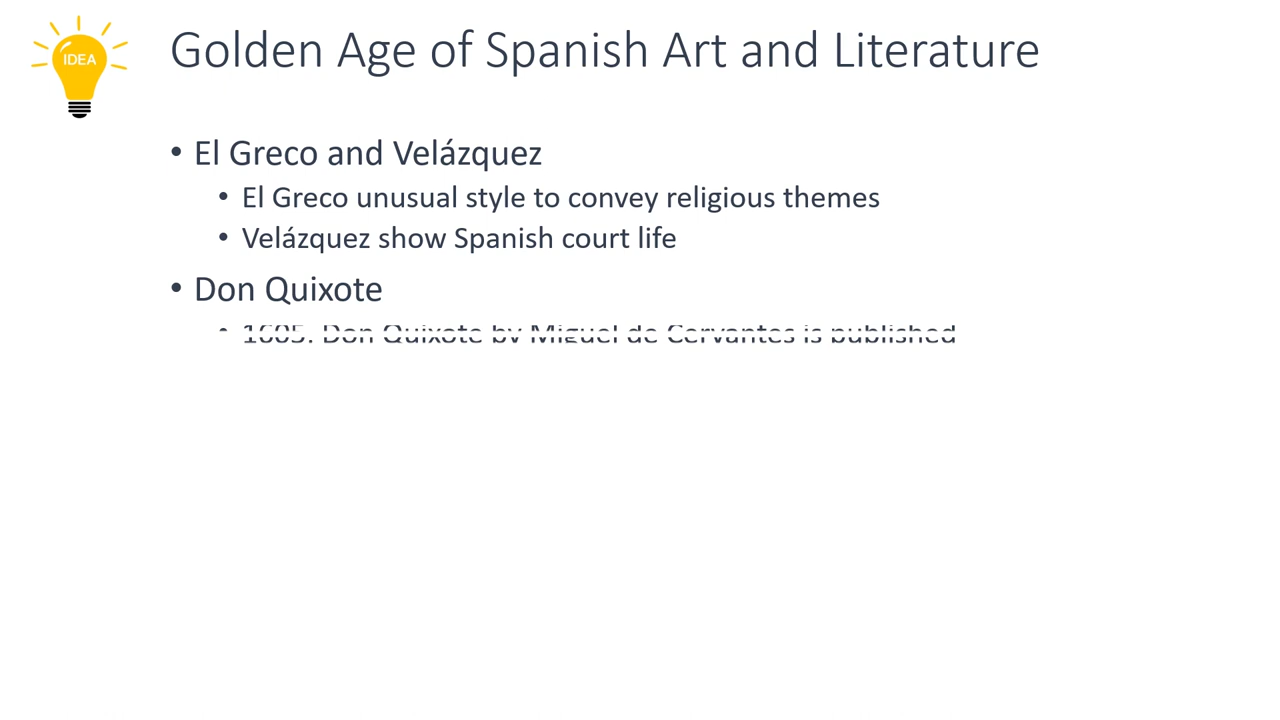 IDEA
Golden Age of Spanish Art and Literature
• El Greco and Velázquez
• El Greco unusual style to convey religious themes
• Velázquez show Spanish court life
• Don Quixote
• 1605: Don Quixote by Miguel de Cervantes is published